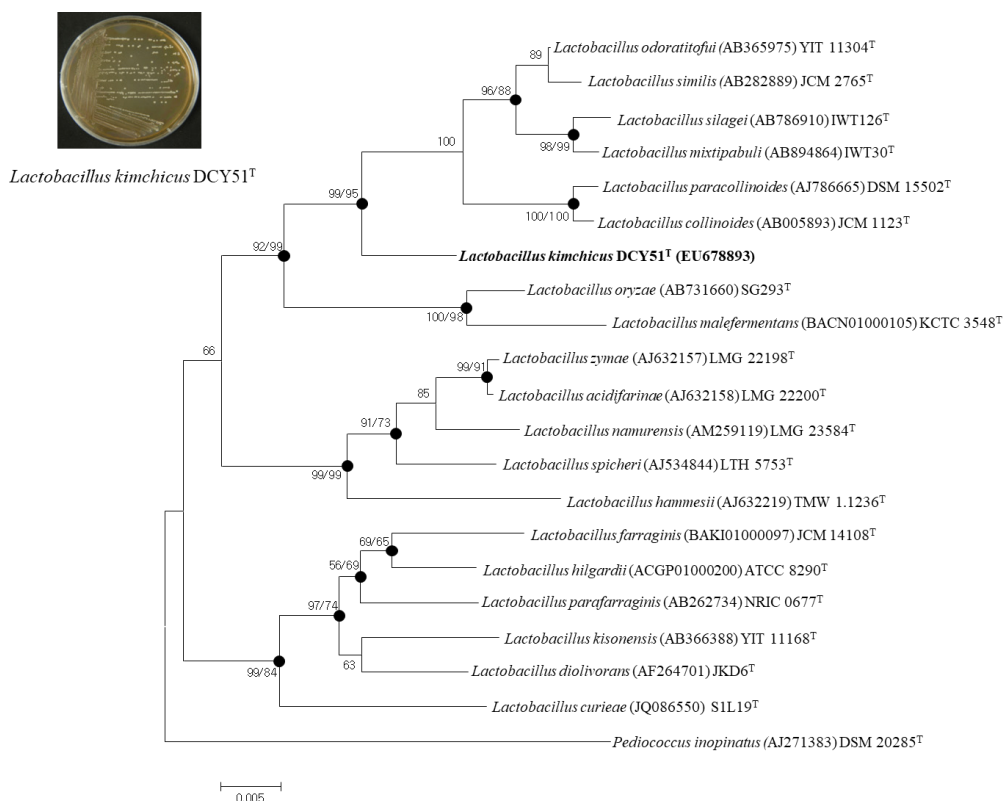 Lactobacillus kimchicus DCY51ᵀ
89
Lactobacillus odoratitofui (AB365975) YIT 11304ᵀ
96/88
Lactobacillus similis (AB282889) JCM 2765ᵀ
Lactobacillus silagei (AB786910) IWT126ᵀ
98/99
Lactobacillus mixtipabuli (AB894864) IWT30ᵀ
100
Lactobacillus paracollinoides (AJ786665) DSM 15502ᵀ
99/95
100/100
Lactobacillus collinoides (AB005893) JCM 1123ᵀ
92/99
Lactobacillus kimchicus DCY51ᵀ (EU678893)
Lactobacillus oryzae (AB731660) SG293ᵀ
100/98
Lactobacillus malefermentans (BACN01000105) KCTC 3548ᵀ
66
99/91
Lactobacillus zymae (AJ632157) LMG 22198ᵀ
85
Lactobacillus acidifarinae (AJ632158) LMG 22200ᵀ
91/73
Lactobacillus namurensis (AM259119) LMG 23584ᵀ
Lactobacillus spicheri (AJ534844) LTH 5753ᵀ
99/99
Lactobacillus hammesii (AJ632219) TMW 1.1236ᵀ
69/65
Lactobacillus farraginis (BAKI01000097) JCM 14108ᵀ
56/69
Lactobacillus hilgardii (ACGP01000200) ATCC 8290ᵀ
97/74
Lactobacillus parafarraginis (AB262734) NRIC 0677ᵀ
Lactobacillus kisonensis (AB366388) YIT 11168ᵀ
63
Lactobacillus diolivorans (AF264701) JKD6ᵀ
99/84
Lactobacillus curieae (JQ086550) S1L19ᵀ
Pediococcus inopinatus (AJ271383) DSM 20285ᵀ
0.005